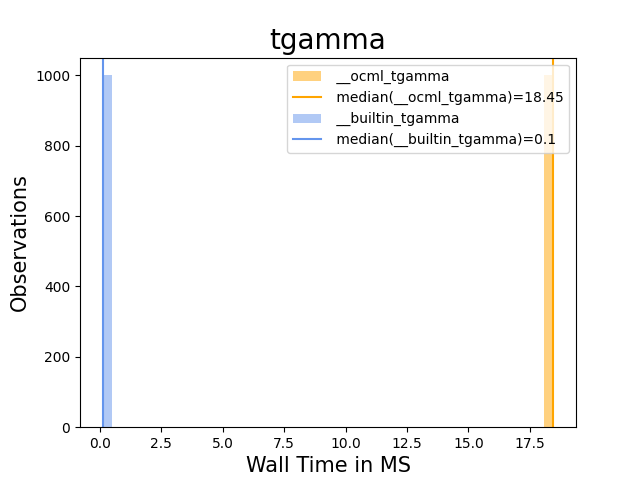 tgamma
__ocml_tgamma
median(__ocml_tgamma)=18.45
__builtin_tgamma
median(__builtin_tgamma)=0.1
Observations
1000
800
600
400
200
0
0.0 2.5 5.0 7.5 10.0 12.5 15.0 17.5
Wall Time in MS